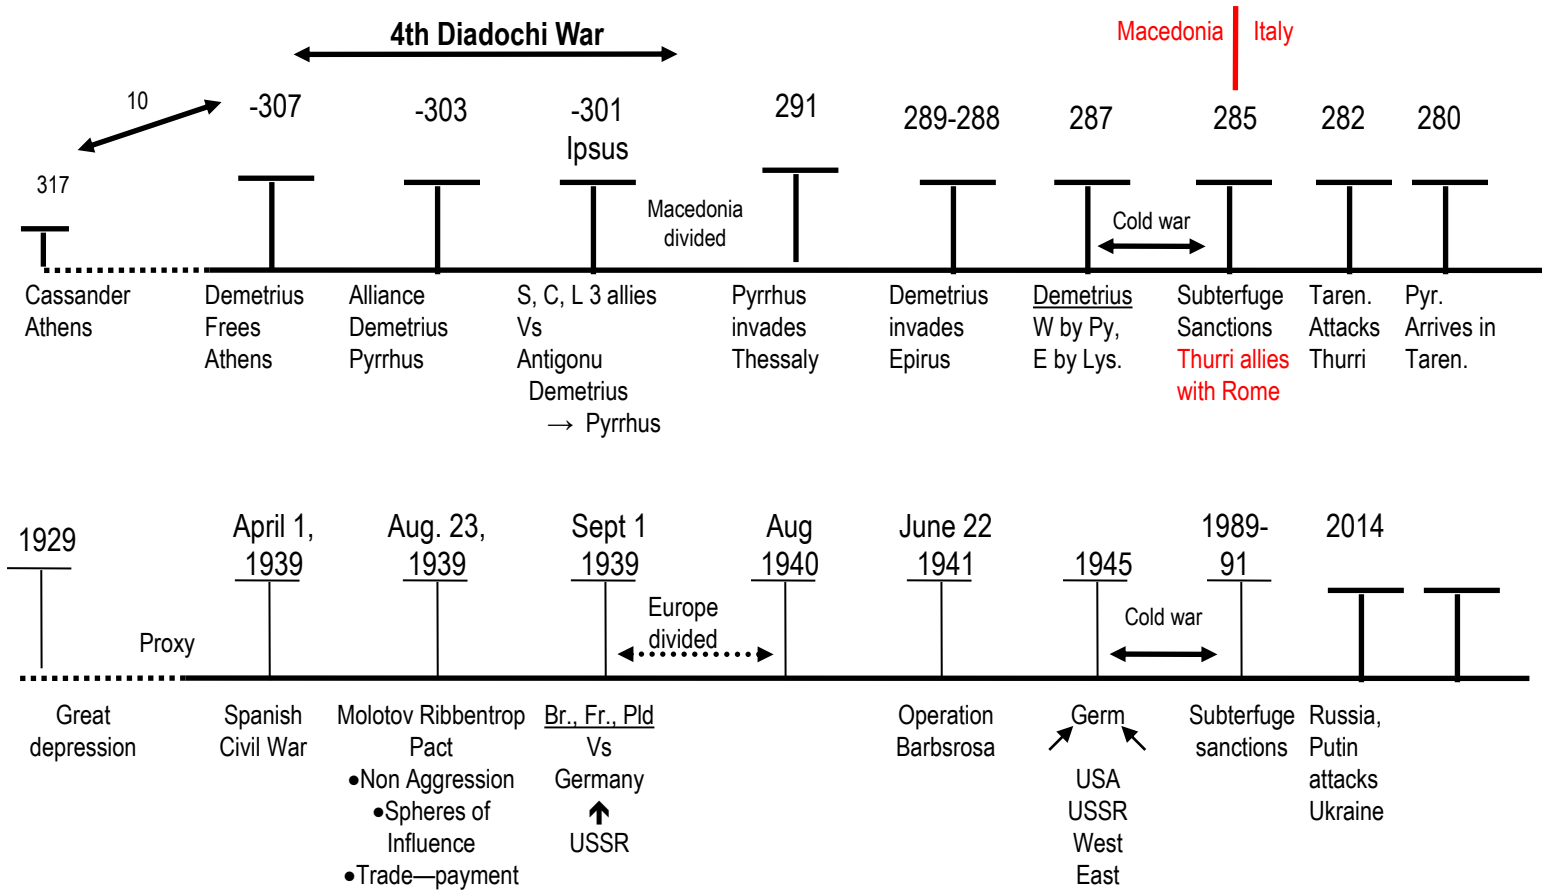 4th Diadochi War
Macedonia Italy
10
317
-307
-303
-301
Ipsus
291
289-288
287
285
282
280
Macedonia
divided
Cold war
Cassander
Athens
Demetrius
Frees
Athens
Alliance
Demetrius
Pyrrhus
S, C, L 3 allies
Vs
Antigonu
Demetrius
→ Pyrrhus
Pyrrhus
invades
Thessaly
Demetrius
invades
Epirus
Demetrius
W by Py,
E by Lys.
Subterfuge
Sanctions
Thurri allies
with Rome
Taren.
Attacks
Thurri
Pyr.
Arrives in
Taren.
1929
April 1,
1939
Aug. 23,
1939
Sept 1
1939
Aug
1940
June 22
1941
1945
1989-
91
2014
Proxy
Europe
divided
Cold war
Great
depression
Spanish
Civil War
Molotov Ribbentrop
Pact
•Non Aggression
•Spheres of
Influence
•Trade—payment
Br., Fr., Pld
Vs
Germany
USSR
Operation
Barbsrosa
Germ
USA
USSR
West
East
Subterfuge
sanctions
Russia,
Putin
attacks
Ukraine